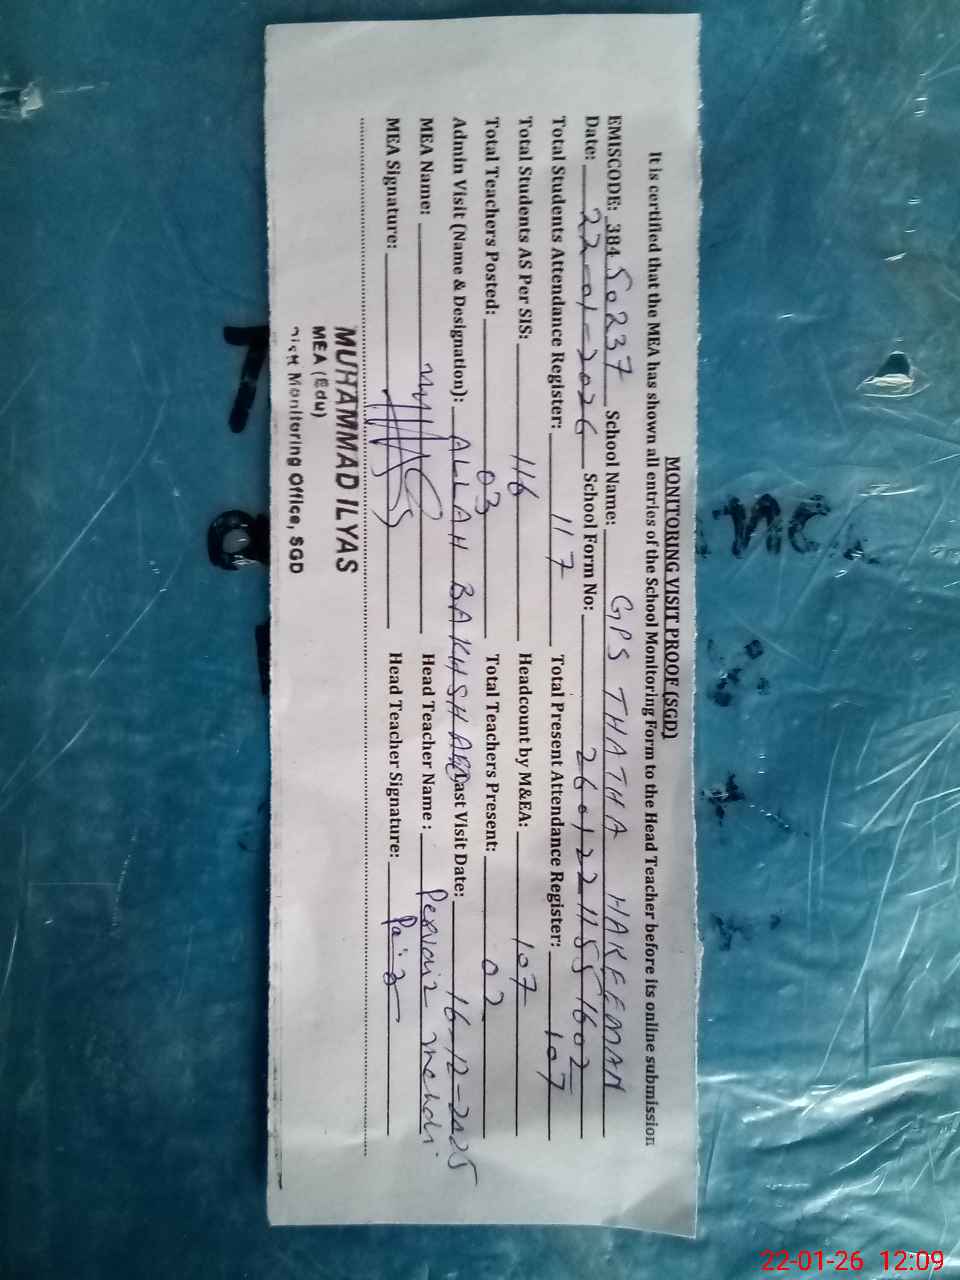 MONITORING VISIT PROOF (SGD)
It is certified that the MEA has shown all entries of the School Monitoring Form to the Head Teacher before its online submission
EMISCODE: 384 50237 School Name: GPS THATHA HAKEEMAN
Date: 22-01-2026 School Form No: 26012211551602
Total Students Attendance Register: 117 Total Present Attendance Register: 107
Total Students AS Per SIS: 116 Headcount by M&EA: 107
Total Teachers Posted: 03 Total Teachers Present: 02
Admin Visit (Name & Designation): ALLAH BAKHSH AEO Last Visit Date: 16-12-2025
MEA Name: Head Teacher Name : Pervaiz mehdi
MEA Signature: Head Teacher Signature:
MUHAMMAD ILYAS
MEA (Edu)
Monitoring Office, SGD
22-01-26 12:09